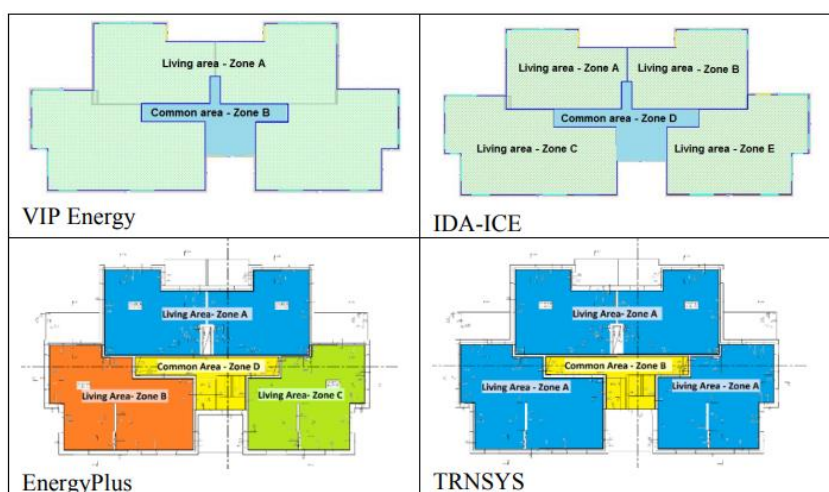 Living area - Zone A
Common area - Zone B
VIP Energy
Living area - Zone A
Living area - Zone B
Common area - Zone D
Living area - Zone C
Living area - Zone E
IDA-ICE
Living Area- Zone A
Common Area - Zone D
Living Area- Zone B
Living Area- Zone C
EnergyPlus
Living Area- Zone A
Common Area - Zone B
Living Area - Zone A
Living Area - Zone A
TRNSYS